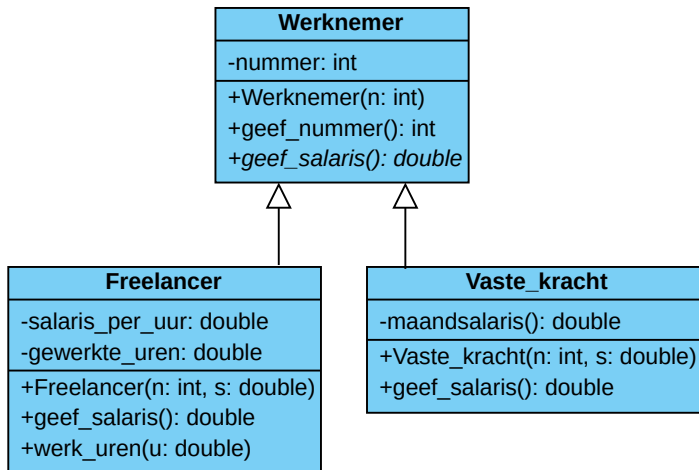 Werknemer
-nummer: int
+Werknemer(n: int)
+geef_nummer(): int
+geef_salaris(): double
Freelancer
-salaris_per_uur: double
-gewerkte_uren: double
+Freelancer(n: int, s: double)
+geef_salaris(): double
+werk_uren(u: double)
Vaste_kracht
-maandsalaris(): double
+Vaste_kracht(n: int, s: double)
+geef_salaris(): double